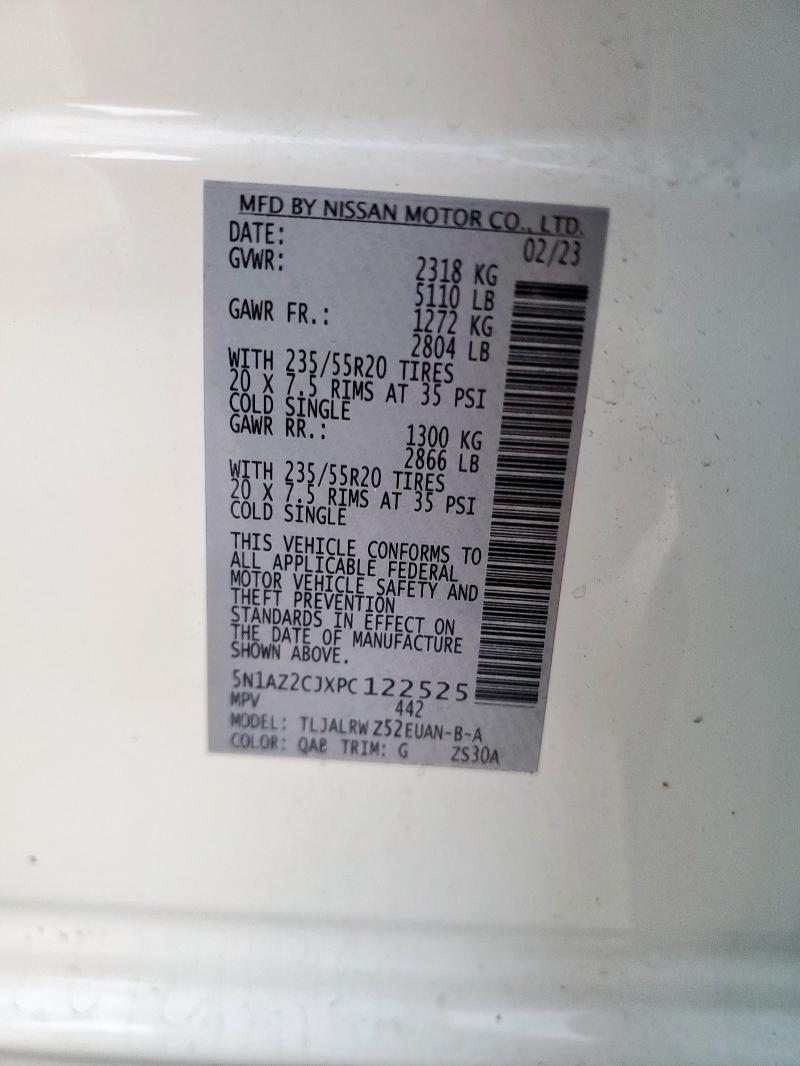 MFD BY NISSAN MOTOR CO., LTD.
DATE: 02/23
GVWR: 2318 KG
5110 LB
GAWR FR.: 1272 KG
2804 LB
WITH 235/55R20 TIRES
20 X 7.5 RIMS AT 35 PSI
COLD SINGLE
GAWR RR.: 1300 KG
2866 LB
WITH 235/55R20 TIRES
20 X 7.5 RIMS AT 35 PSI
COLD SINGLE
THIS VEHICLE CONFORMS TO
ALL APPLICABLE FEDERAL
MOTOR VEHICLE SAFETY AND
THEFT PREVENTION
STANDARDS IN EFFECT ON
THE DATE OF MANUFACTURE
SHOWN ABOVE.
5N1AZ2CJXPC122525
MPV 442
MODEL: TLJALRW Z52EUAN-B-A
COLOR: QAB TRIM: G ZS30A